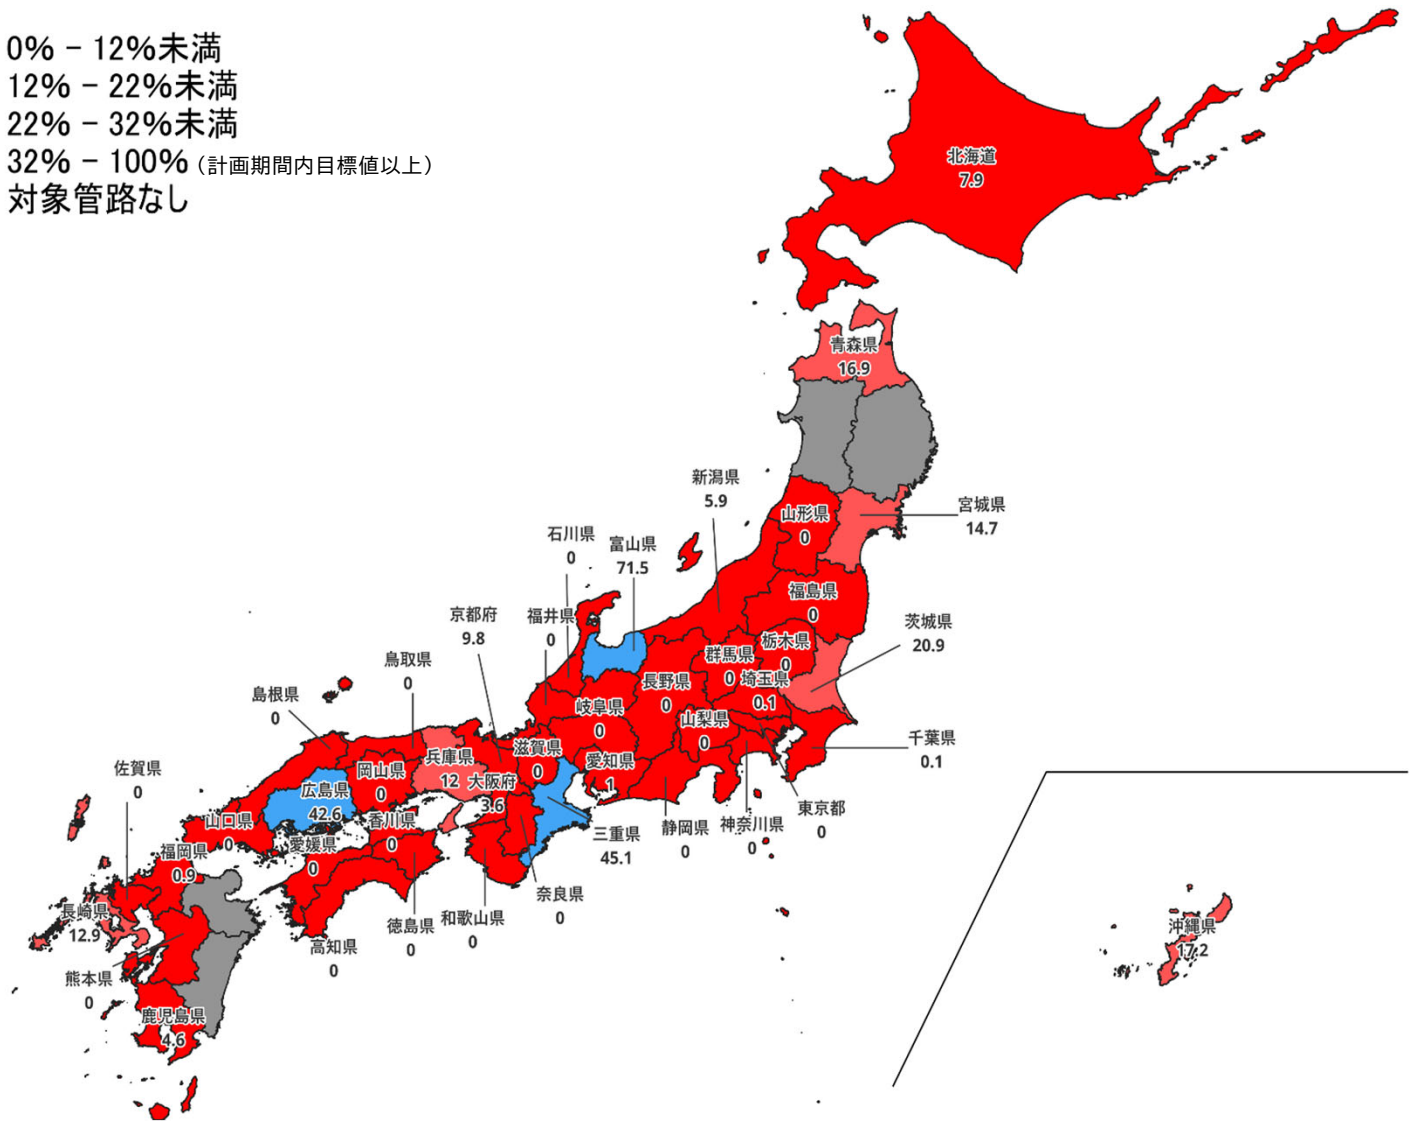 0% - 12%未満
12% - 22%未満
22% - 32%未満
32% - 100% (計画期間内目標値以上)
対象管路なし
北海道
7.9
青森県
16.9
新潟県
5.9
宮城県
14.7
山形県
0
石川県
0
富山県
71.5
福島県
0
茨城県
20.9
京都府
9.8
福井県
0
栃木県
0
群馬県
0
埼玉県
0.1
長野県
0
鳥取県
0
島根県
0
岐阜県
0
山梨県
0
千葉県
0.1
滋賀県
0
兵庫県
12
愛知県
1
岡山県
0
大阪府
3.6
佐賀県
0
広島県
42.6
東京都
0
神奈川県
0
静岡県
0
三重県
45.1
香川県
0
山口県
0
愛媛県
0
福岡県
0.9
奈良県
0
長崎県
12.9
和歌山県
0
徳島県
0
高知県
0
沖縄県
17.2
熊本県
0
鹿児島県
4.6